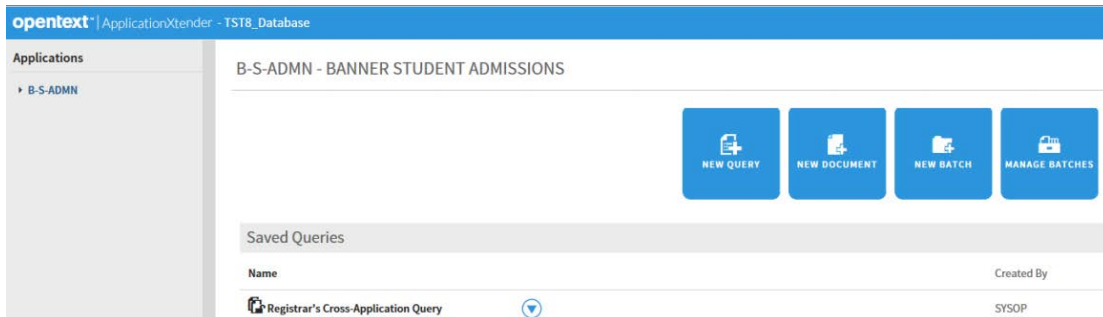 opentext™ | ApplicationXtender - TST8_Database
Applications
B-S-ADMN
B-S-ADMN - BANNER STUDENT ADMISSIONS
NEW QUERY NEW DOCUMENT NEW BATCH MANAGE BATCHES
Saved Queries
Name Created By
Registrar's Cross-Application Query SYSOP